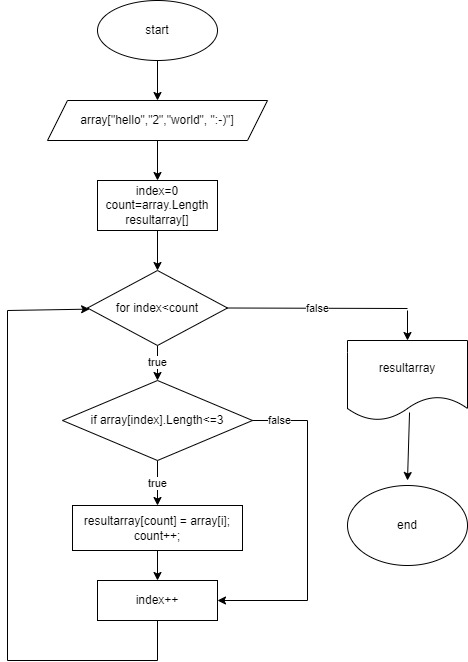 start
array["hello","2","world", ":-)"]
index=0
count=array.Length
resultarray[]
for index<count
false
true
resultarray
if array[index].Length<=3
false
true
resultarray[count] = array[i];
count++;
end
index++